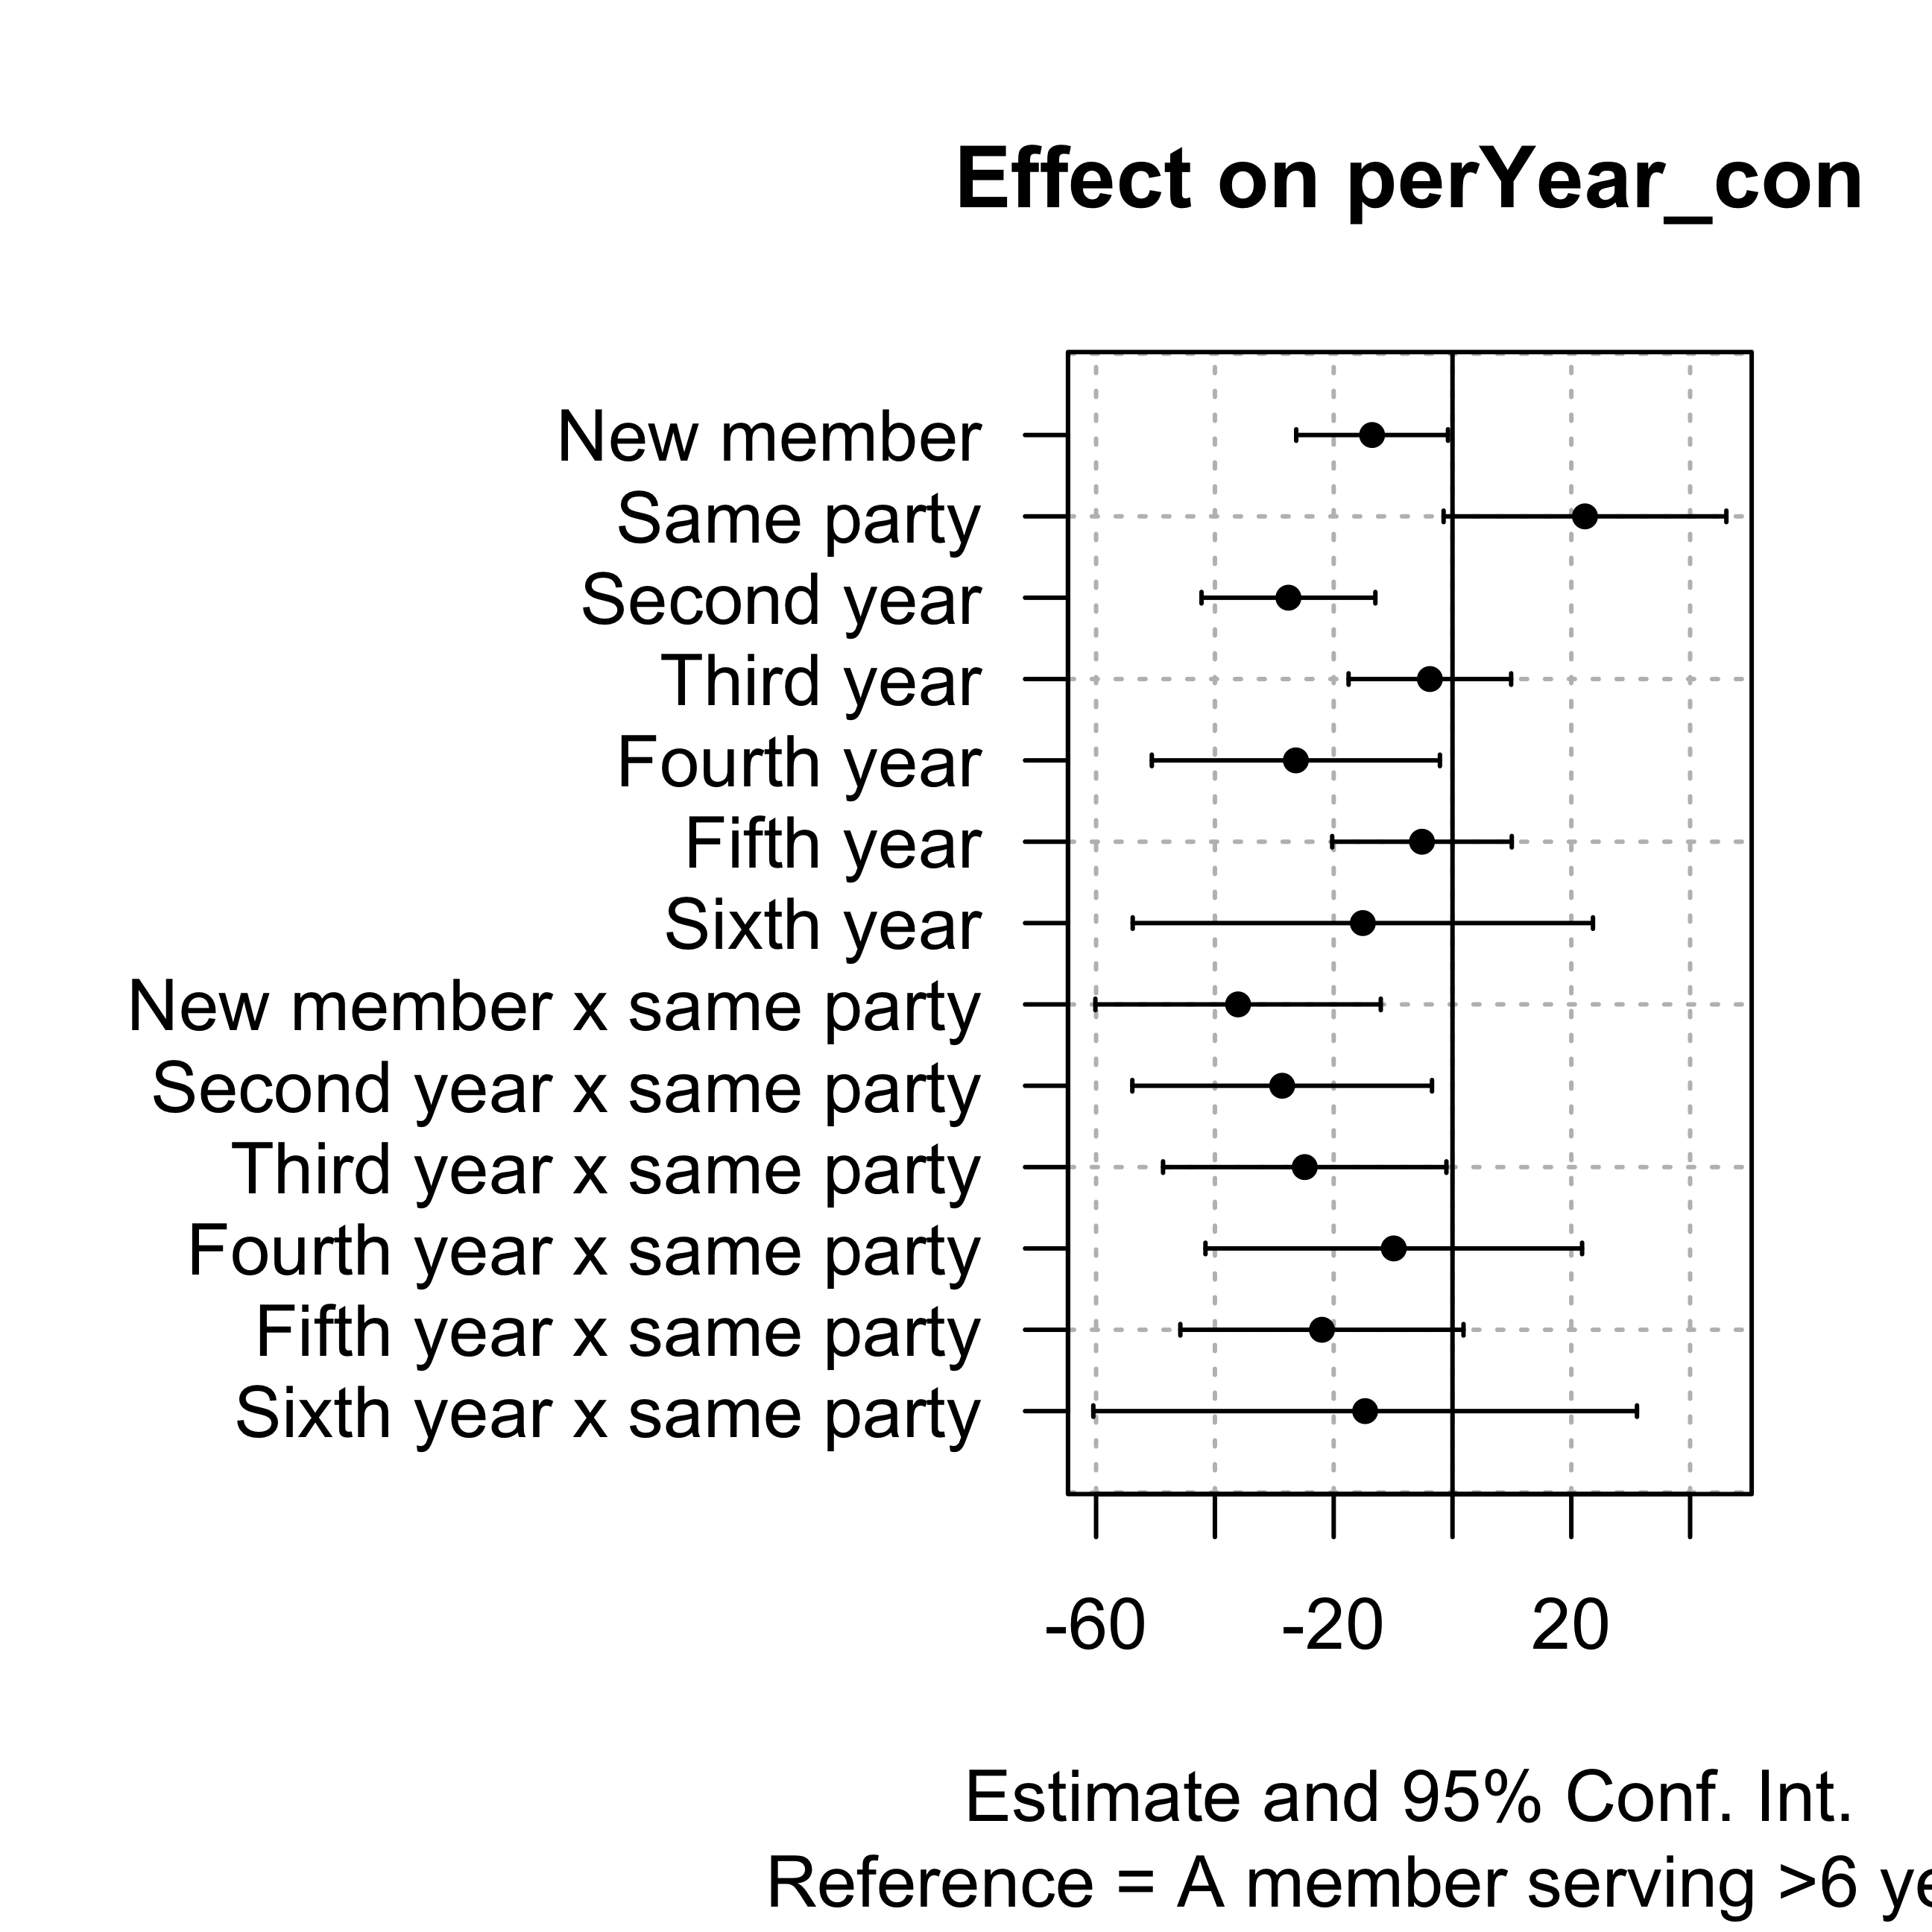 Effect on perYear_con
New member
Same party
Second year
Third year
Fourth year
Fifth year
Sixth year
New member x same party
Second year x same party
Third year x same party
Fourth year x same party
Fifth year x same party
Sixth year x same party
-60 -20 20
Estimate and 95% Conf. Int.
Reference = A member serving >6